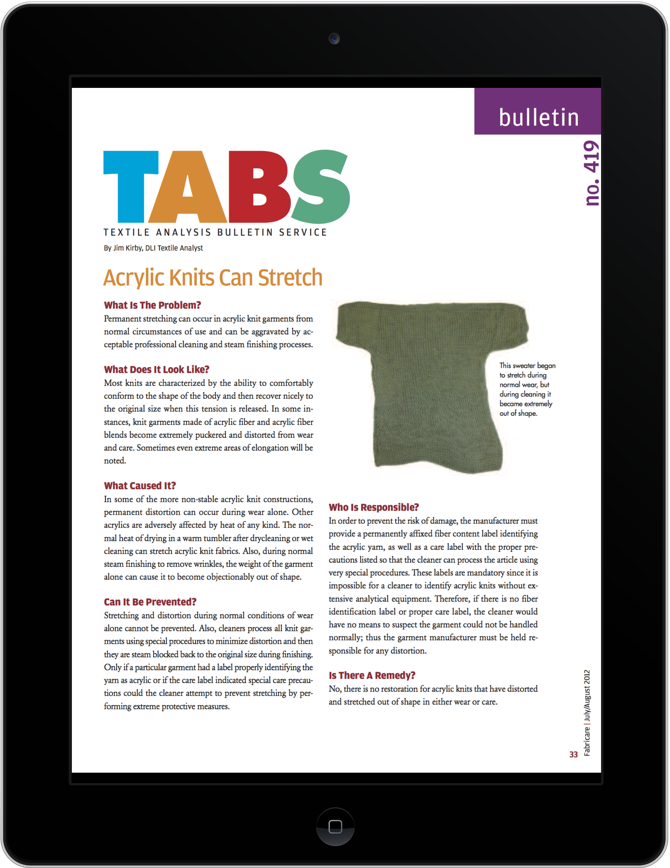 bulletin
no. 419
TABS
TEXTILE ANALYSIS BULLETIN SERVICE
By Jim Kirby, DLI Textile Analyst
Acrylic Knits Can Stretch
What Is The Problem?
Permanent stretching can occur in acrylic knit garments from
normal circumstances of use and can be aggravated by ac-
ceptable professional cleaning and steam finishing processes.
What Does It Look Like?
Most knits are characterized by the ability to comfortably
conform to the shape of the body and then recover nicely to
the original size when this tension is released. In some in-
stances, knit garments made of acrylic fiber and acrylic fiber
blends become extremely puckered and distorted from wear
and care. Sometimes even extreme areas of elongation will be
noted.
What Caused It?
In some of the more non-stable acrylic knit constructions,
permanent distortion can occur during wear alone. Other
acrylics are adversely affected by heat of any kind. The nor-
mal heat of drying in a warm tumbler after drycleaning or wet
cleaning can stretch acrylic knit fabrics. Also, during normal
steam finishing to remove wrinkles, the weight of the garment
alone can cause it to become objectionably out of shape.
Can It Be Prevented?
Stretching and distortion during normal conditions of wear
alone cannot be prevented. Also, cleaners process all knit gar-
ments using special procedures to minimize distortion and then
they are steam blocked back to the original size during finishing.
Only if a particular garment had a label properly identifying the
yarn as acrylic or if the care label indicated special care precau-
tions could the cleaner attempt to prevent stretching by per-
forming extreme protective measures.
This sweater began
to stretch during
normal wear, but
during cleaning it
became extremely
out of shape.
Who Is Responsible?
In order to prevent the risk of damage, the manufacturer must
provide a permanently affixed fiber content label identifying
the acrylic yarn, as well as a care label with the proper pre-
cautions listed so that the cleaner can process the article using
very special procedures. These labels are mandatory since it is
impossible for a cleaner to identify acrylic knits without ex-
tensive analytical equipment. Therefore, if there is no fiber
identification label or proper care label, the cleaner would
have no means to suspect the garment could not be handled
normally; thus the garment manufacturer must be held re-
sponsible for any distortion.
Is There A Remedy?
No, there is no restoration for acrylic knits that have distorted
and stretched out of shape in either wear or care.
Fabricare | July/August 2012
33